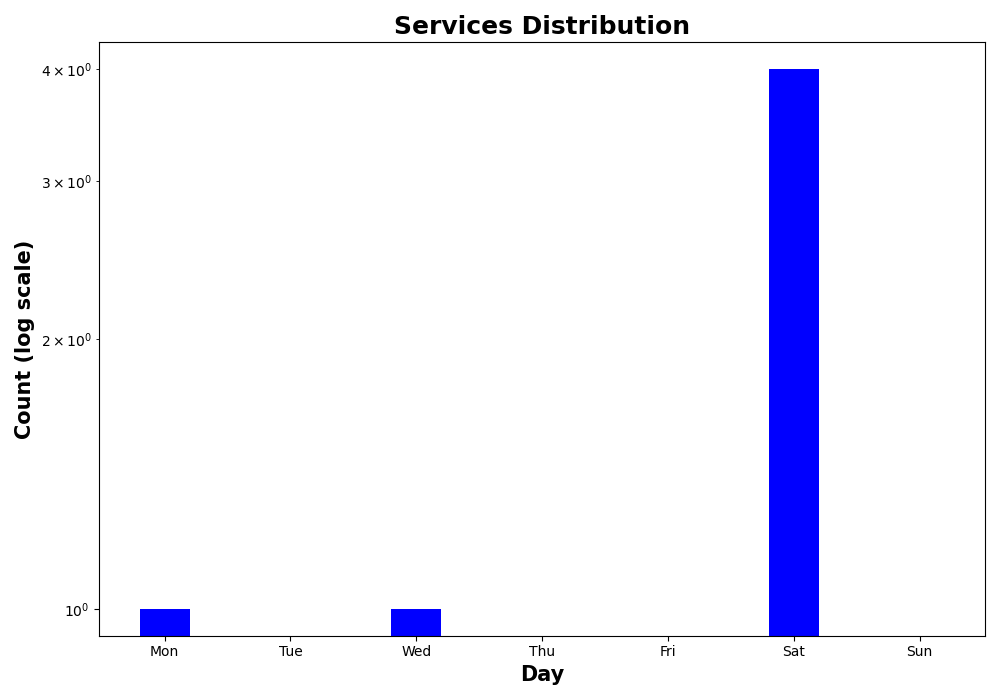 Services Distribution
4 × 10⁰
3 × 10⁰
2 × 10⁰
10⁰
Count (log scale)
Mon Tue Wed Thu Fri Sat Sun
Day